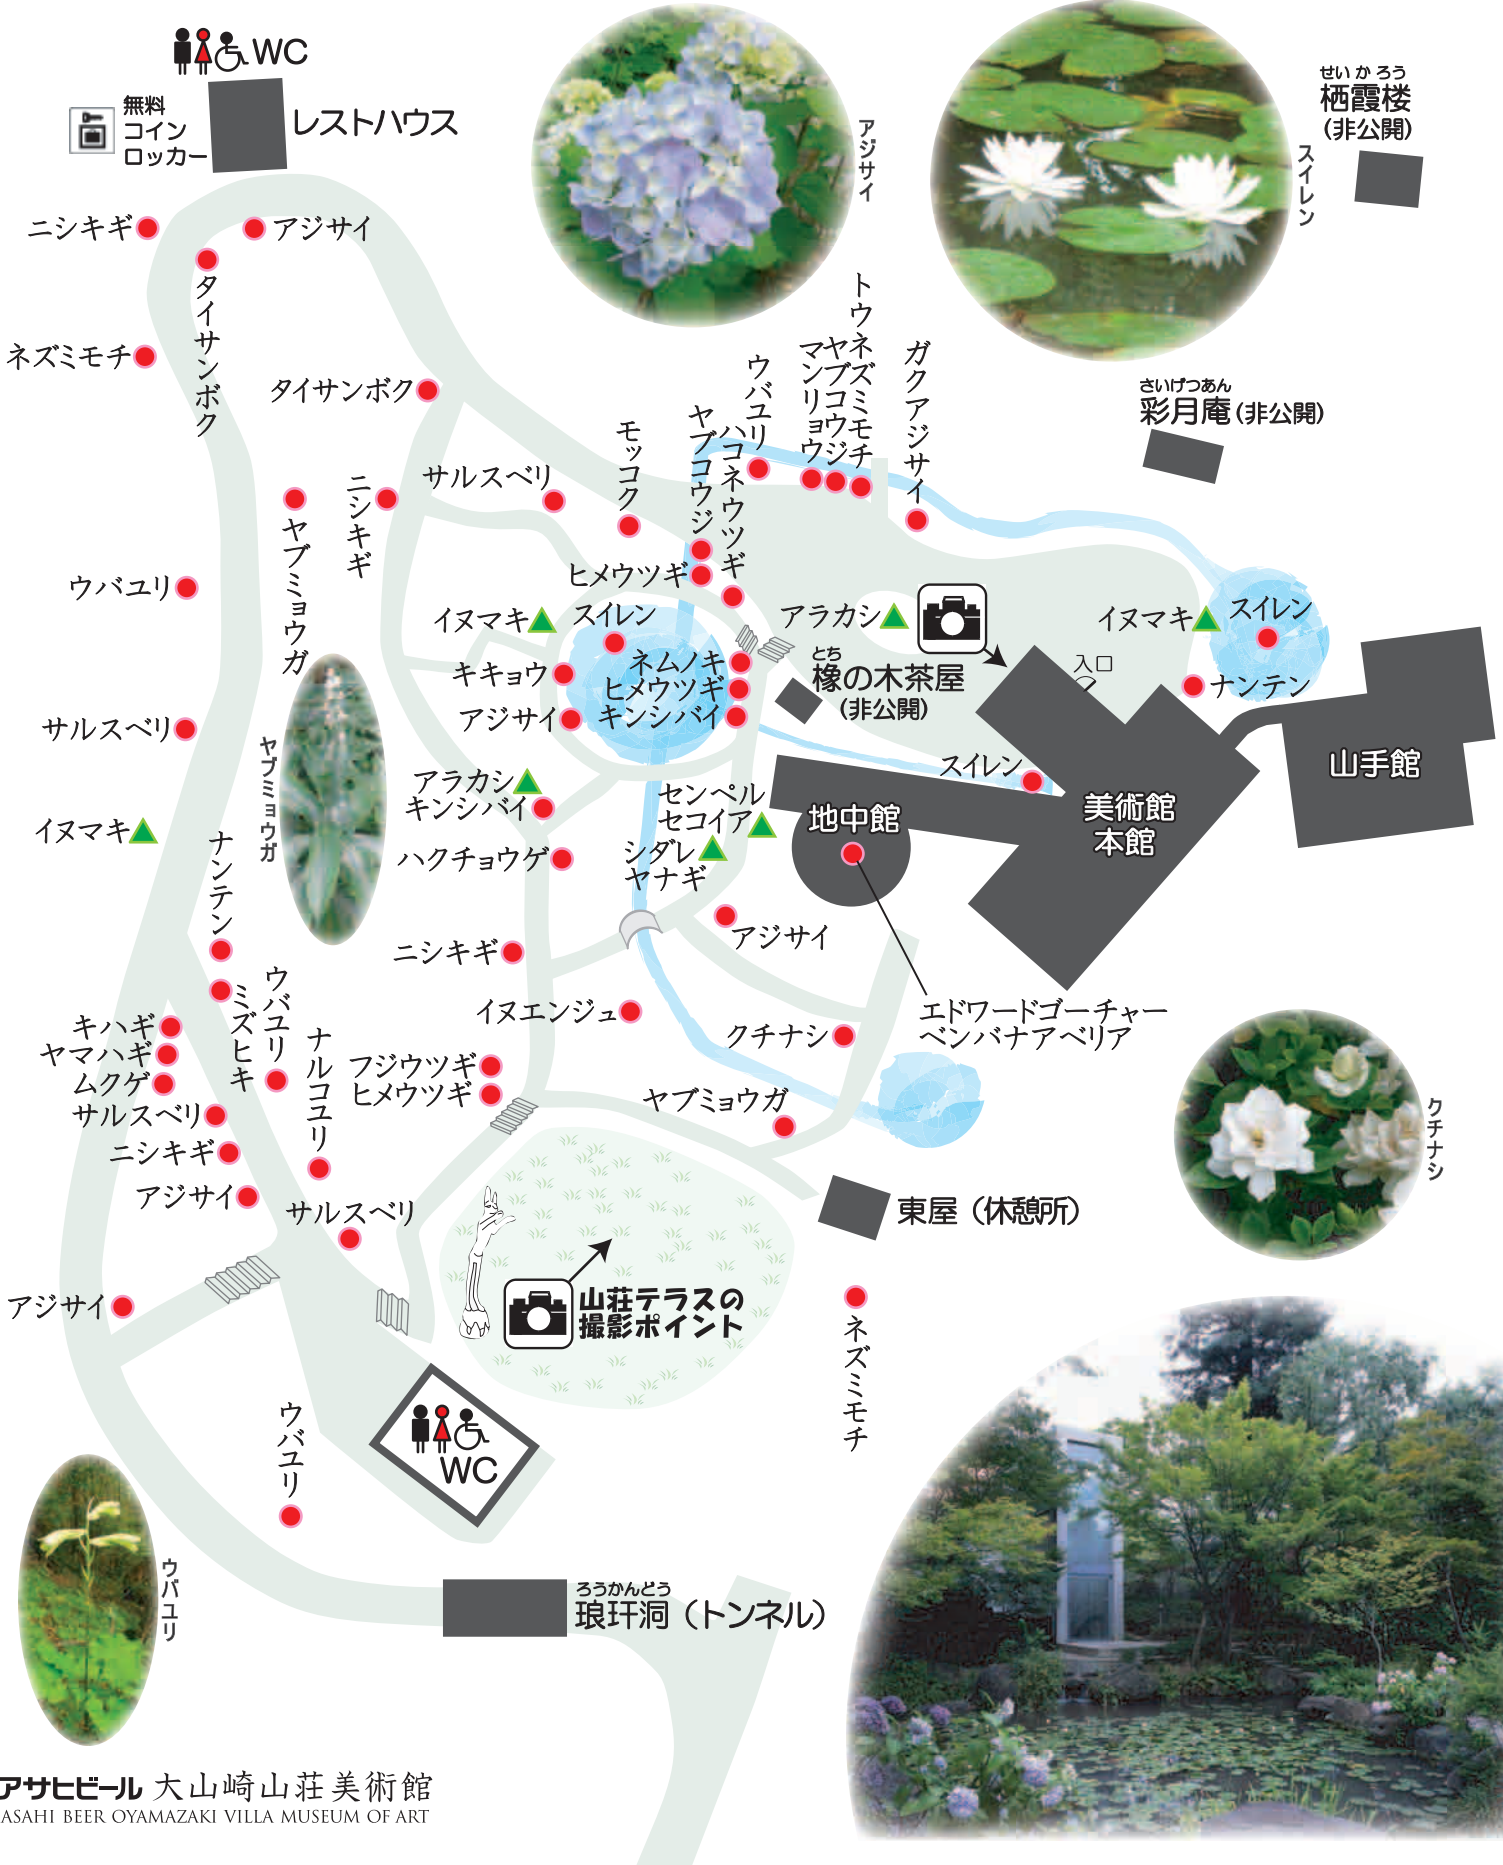 WC
無料
コイン
ロッカー
レストハウス
アジサイ
スイレン
せいかろう
栖霞楼
(非公開)
ニシキギ
アジサイ
タイサンボク
ネズミモチ
タイサンボク
さいげつあん
彩月庵(非公開)
トウネズミモチ
ヤブコウジ
マンリョウ
ガクアジサイ
ウバユリ
ハコネウツギ
ヤブコウジ
モッコク
サルスベリ
ニシキギ
ヤブミョウガ
ウバユリ
ヒメウツギ
イヌマキ
スイレン
アラカシ
イヌマキ
スイレン
キキョウ
ネムノキ
ヒメウツギ
キンシバイ
アジサイ
とち
橡の木茶屋
(非公開)
入口
ナンテン
サルスベリ
ヤブミョウガ
山手館
スイレン
アラカシ
キンシバイ
センペル
セコイア
シダレ
ヤナギ
地中館
美術館
本館
イヌマキ
ナンテン
ハクチョウゲ
アジサイ
ニシキギ
イヌエンジュ
エドワードゴーチャー
ベンバナアベリア
クチナシ
ウバユリ
ミズヒキ
キハギ
ヤマハギ
ムクゲ
サルスベリ
ニシキギ
アジサイ
ナルコユリ
フジウツギ
ヒメウツギ
ヤブミョウガ
クチナシ
サルスベリ
東屋（休憩所）
アジサイ
山荘テラスの
撮影ポイント
ネズミモチ
ウバユリ
WC
ウバユリ
ろうかんどう
琅玕洞（トンネル）
アサヒビール 大山崎山荘美術館
ASAHI BEER OYAMAZAKI VILLA MUSEUM OF ART